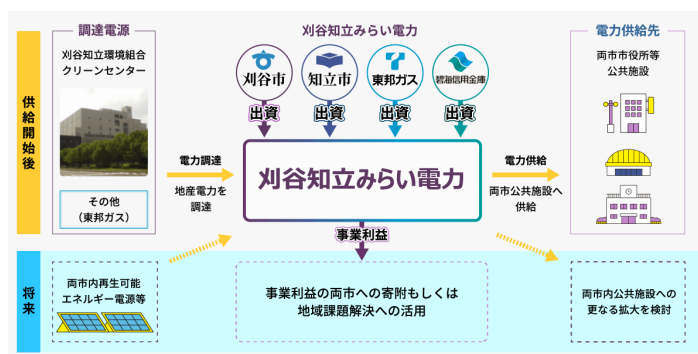 調達電源
刈谷知立環境組合
クリーンセンター
その他
(東邦ガス)
供給開始後
刈谷知立みらい電力
刈谷市
知立市
東邦ガス
碧海信用金庫
出資
出資
出資
出資
電力調達
地産電力を
調達
刈谷知立みらい電力
電力供給
両市公共施設へ
供給
事業利益
電力供給先
両市市役所等
公共施設
将来
両市内再生可能
エネルギー電源等
事業利益の両市への寄附もしくは
地域課題解決への活用
両市内公共施設への
更なる拡大を検討